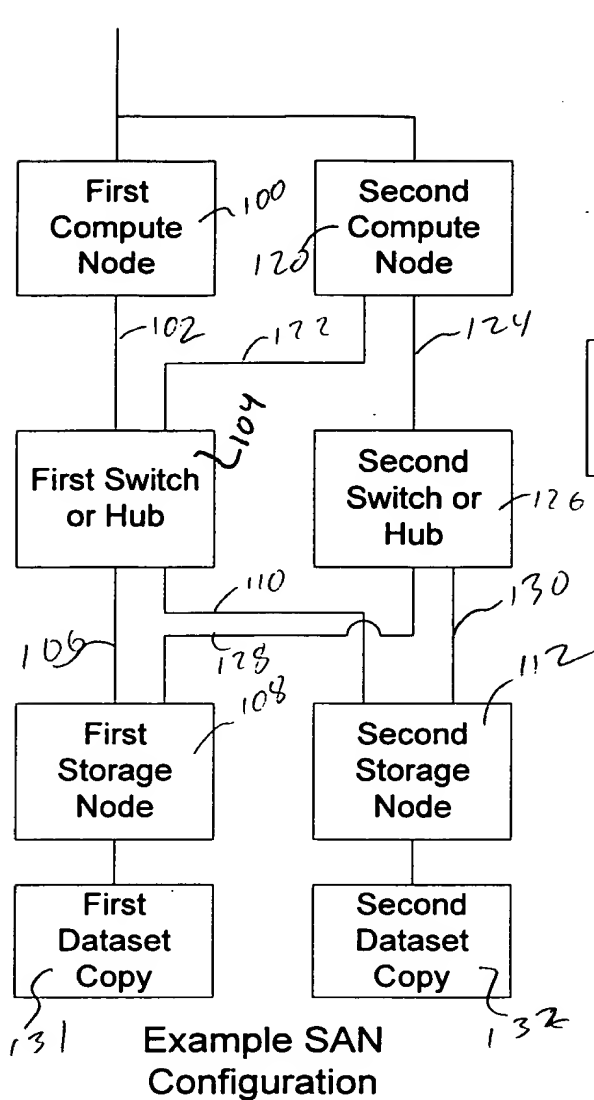 First
Compute
Node
100
Second
Compute
Node
120
102
122
124
First Switch
or Hub
104
Second
Switch or
Hub
126
110
130
106
128
112
First
Storage
Node
108
Second
Storage
Node
First
Dataset
Copy
131
Second
Dataset
Copy
132
Example SAN
Configuration